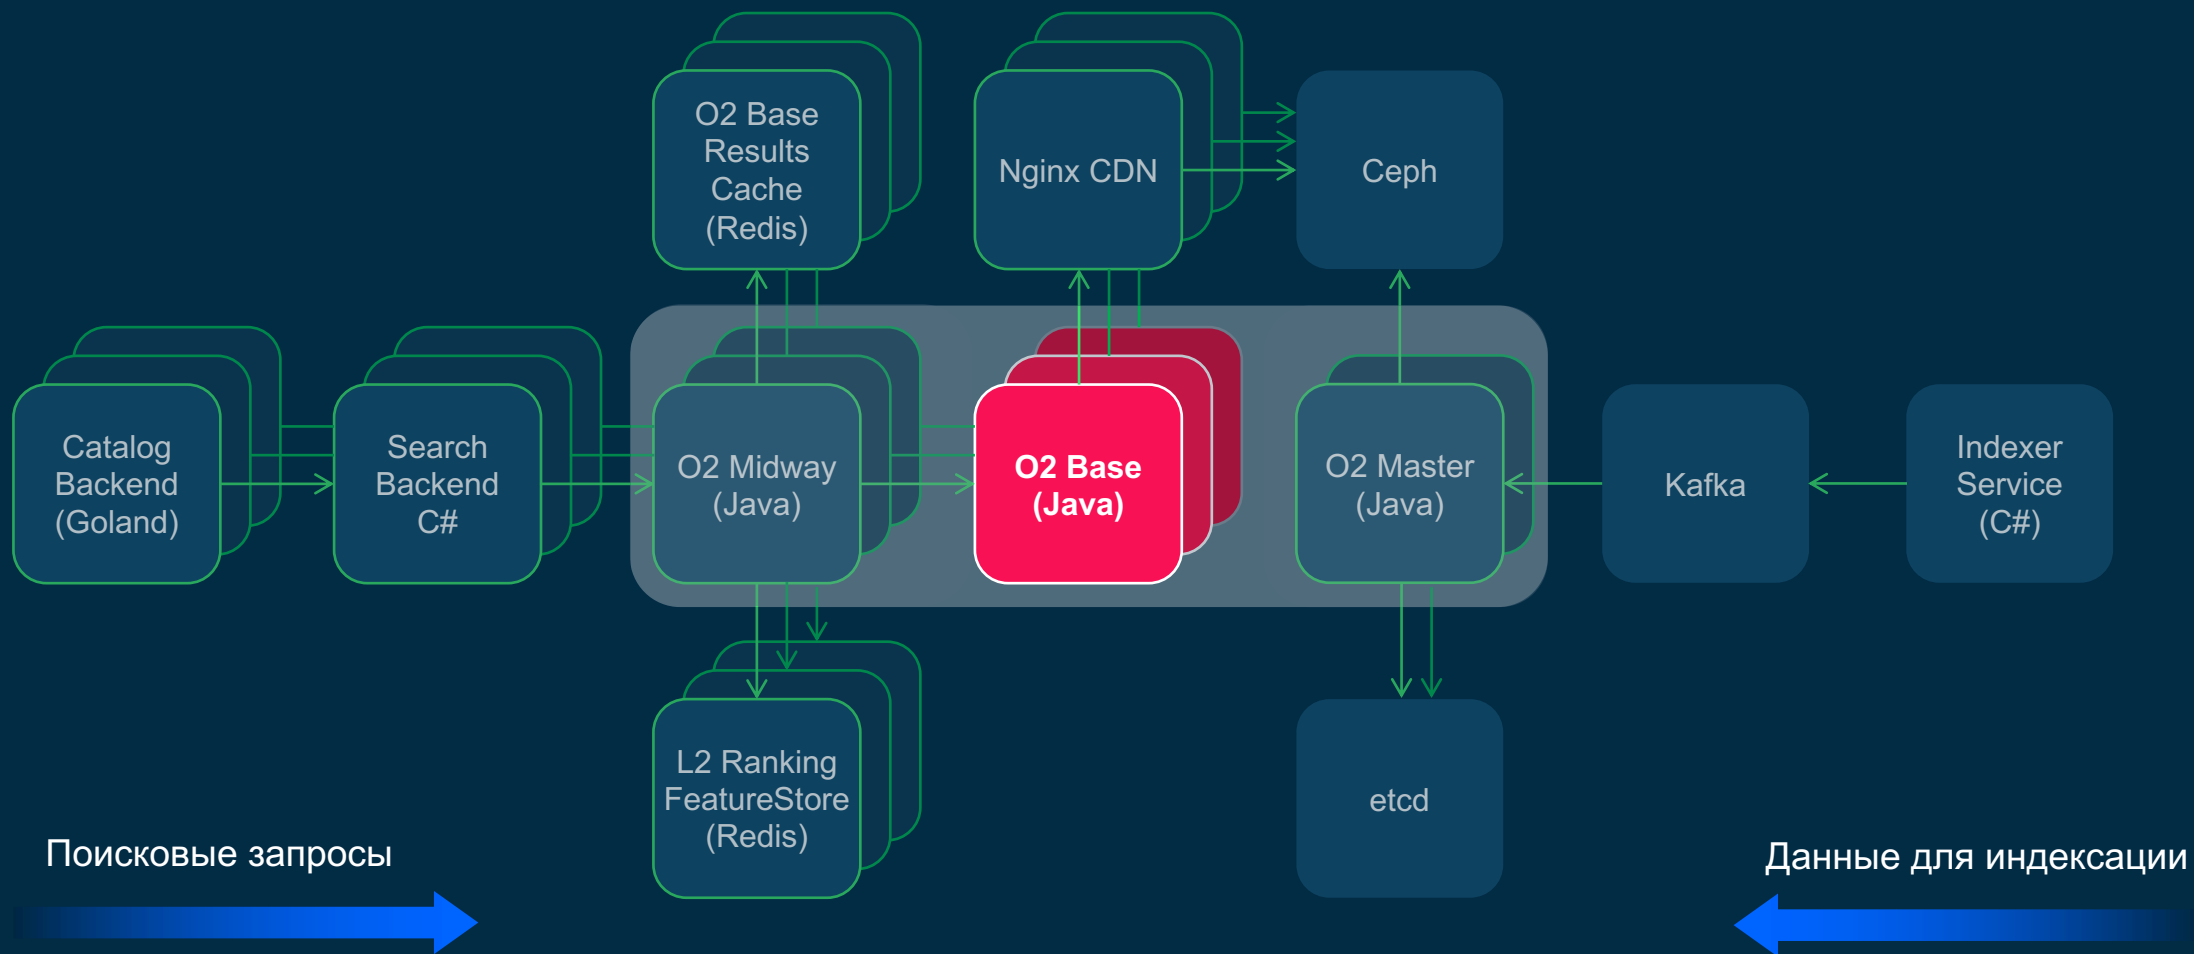 O2 Base
Results
Cache
(Redis)
Nginx CDN
Ceph
Catalog
Backend
(Goland)
Search
Backend
C#
O2 Midway
(Java)
O2 Base
(Java)
O2 Master
(Java)
Kafka
Indexer
Service
(C#)
L2 Ranking
FeatureStore
(Redis)
etcd
Поисковые запросы
Данные для индексации